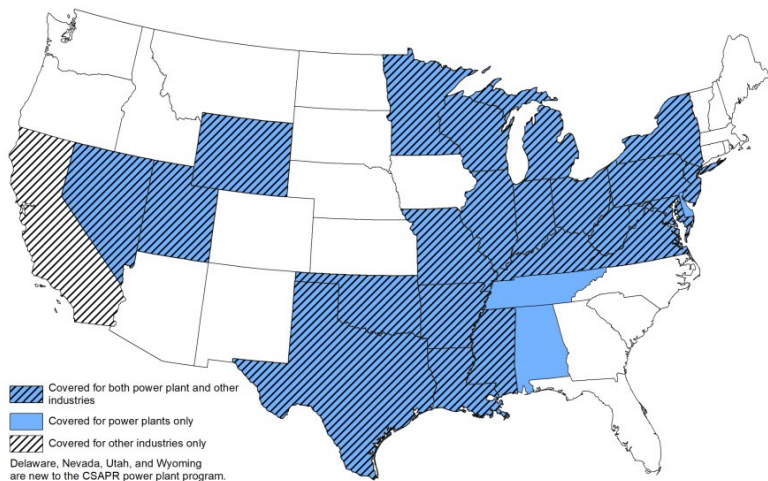 Covered for both power plant and other
industries
Covered for power plants only
Covered for other industries only
Delaware, Nevada, Utah, and Wyoming
are new to the CSAPR power plant program.